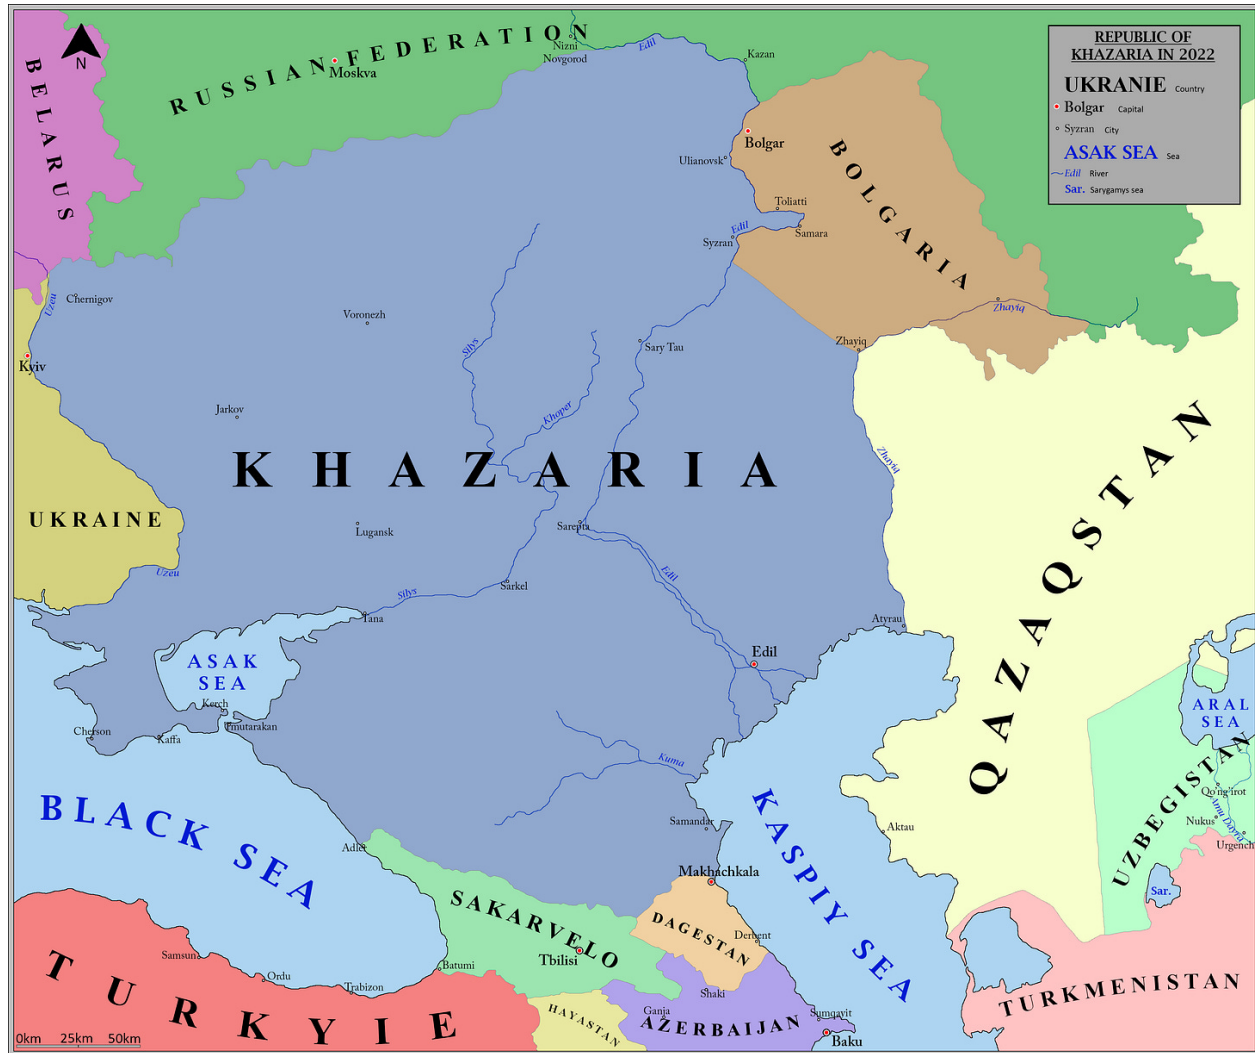 REPUBLIC OF
KHAZARIA IN 2022
UKRANIE Country
Bolgar Capital
Syzran City
ASAK SEA Sea
Edil River
Sar. Sarygamys sea
N
BELARUS
RUSSIAN FEDERATION
Moskva
Nizni
Novgorod
Edil
Kazan
Bolgar
Ulianovsk
BOLGARIA
Toliatti
Edil
Samara
Syzran
Chernigov
Uzeu
Voronezh
Zhayiq
Silys
Sary Tau
Zhayiq
Kyiv
Jarkov
Khoper
KHAZARIA
Zhayiq
QAZAQSTAN
UKRAINE
Lugansk
Sarepta
Uzeu
Silys
Sarkel
Edil
Tana
Atyrau
ASAK
SEA
Edil
Kerch
Tmutarakan
Cherson
Kaffa
ARAL
SEA
Kuma
UZBEGISTAN
Qo'ng'irot
Amu Dayra
Nukus
Urgench
BLACK SEA
KASPIY SEA
Samandar
Aktau
Adler
Makhachkala
Sar.
SAKARVELO
DAGESTAN
Derbent
Tbilisi
Samsun
Ordu
Trabizon
Batumi
TURKYIE
Shaki
Ganja
HAYASTAN
AZERBAIJAN
Sumqayit
Baku
TURKMENISTAN
0km 25km 50km